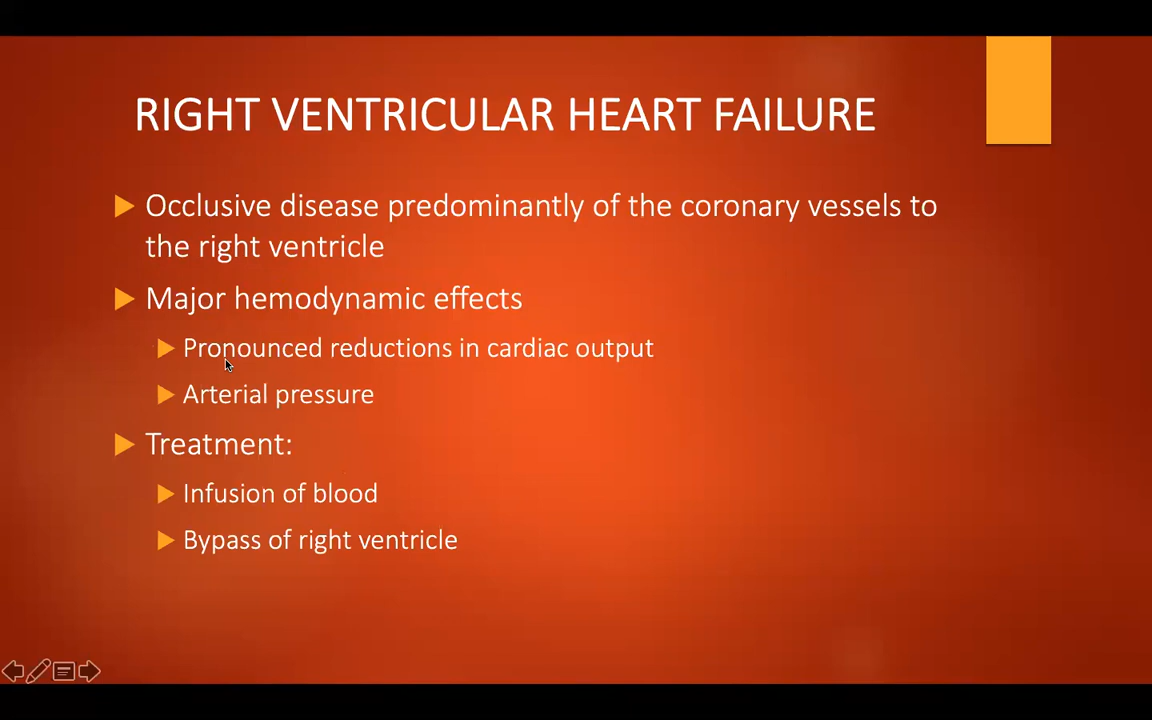 RIGHT VENTRICULAR HEART FAILURE
Occlusive disease predominantly of the coronary vessels to
the right ventricle
Major hemodynamic effects
Pronounced reductions in cardiac output
Arterial pressure
Treatment:
Infusion of blood
Bypass of right ventricle